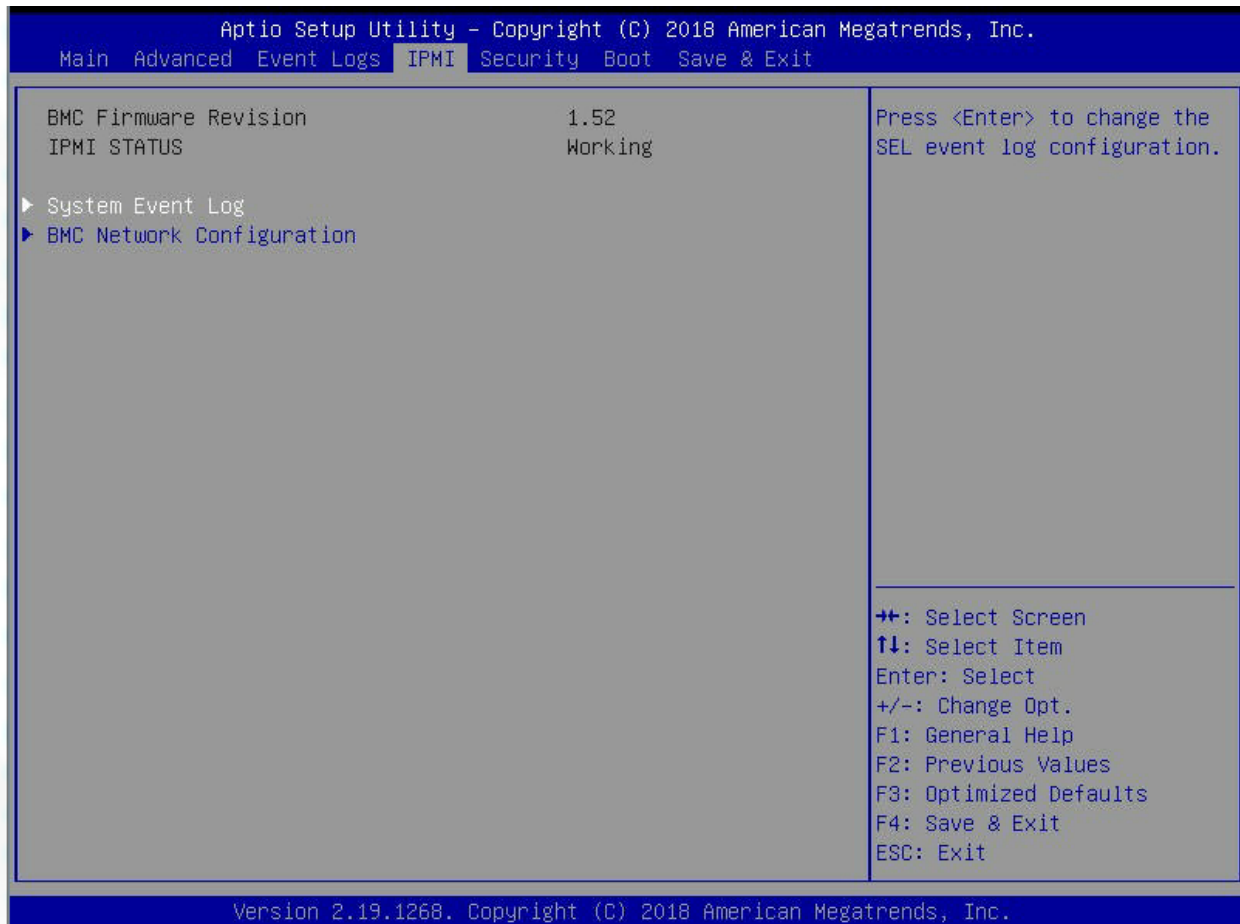 Aptio Setup Utility – Copyright (C) 2018 American Megatrends, Inc.
Main Advanced Event Logs IPMI Security Boot Save & Exit
BMC Firmware Revision 1.52
IPMI STATUS Working
► System Event Log
► BMC Network Configuration
Press <Enter> to change the
SEL event log configuration.
→←: Select Screen
↑↓: Select Item
Enter: Select
+/-: Change Opt.
F1: General Help
F2: Previous Values
F3: Optimized Defaults
F4: Save & Exit
ESC: Exit
Version 2.19.1268. Copyright (C) 2018 American Megatrends, Inc.